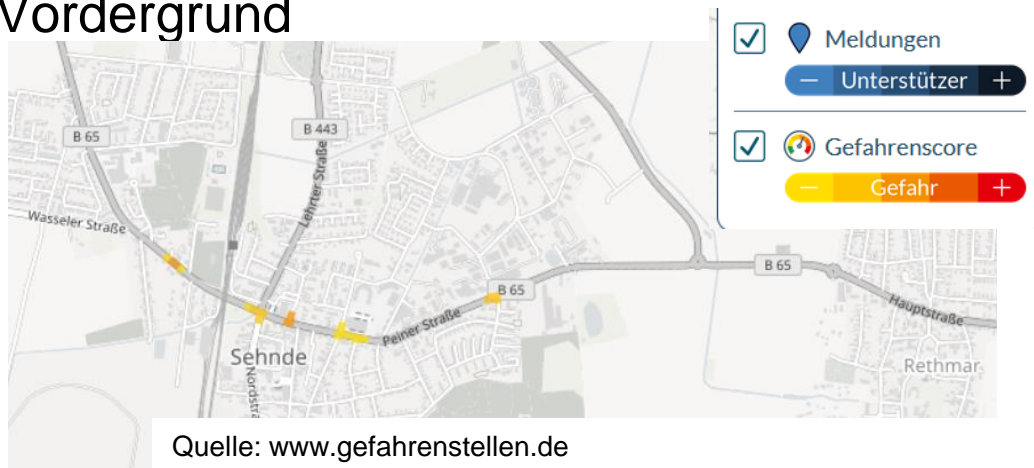 Vordergrund
Meldungen
− Unterstützer +
Gefahrenscore
− Gefahr +
B 65
B 443
Lehrter Straße
Wasseler Straße
B 65
B 65
Hauptstraße
Peiner Straße
Sehnde
Rethmar
Nordstra
Quelle: www.gefahrenstellen.de